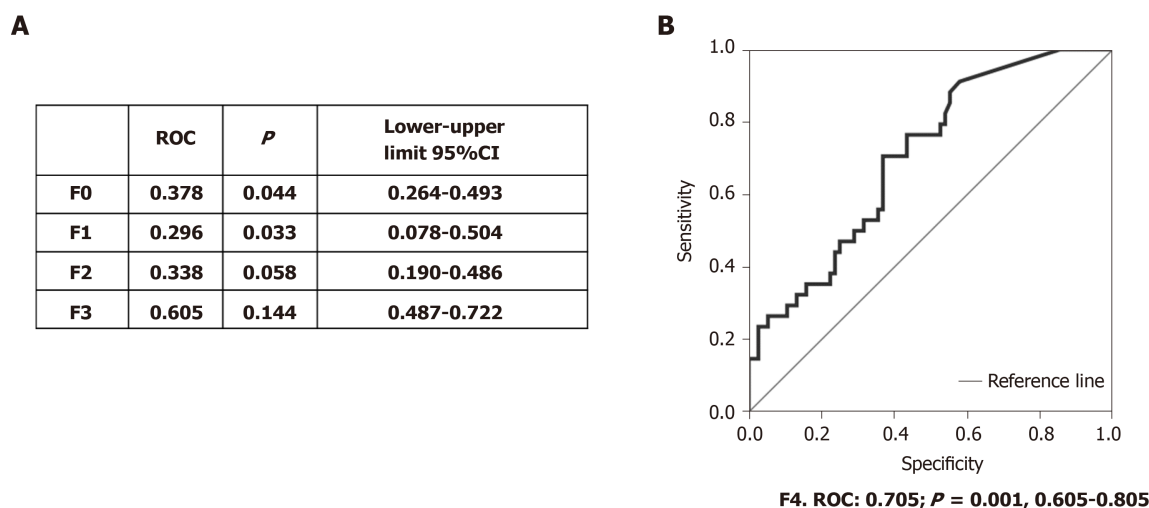 A
ROC P Lower-upper
limit 95%CI
F0 0.378 0.044 0.264-0.493
F1 0.296 0.033 0.078-0.504
F2 0.338 0.058 0.190-0.486
F3 0.605 0.144 0.487-0.722
B
1.0
0.8
0.6
0.4
0.2
0.0
Sensitivity
Reference line
0.0 0.2 0.4 0.6 0.8 1.0
Specificity
F4. ROC: 0.705; P = 0.001, 0.605-0.805